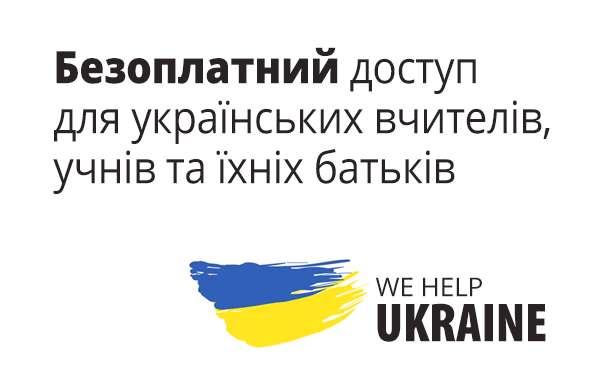 Безоплатний доступ
для українських вчителів,
учнів та їхніх батьків
WE HELP
UKRAINE